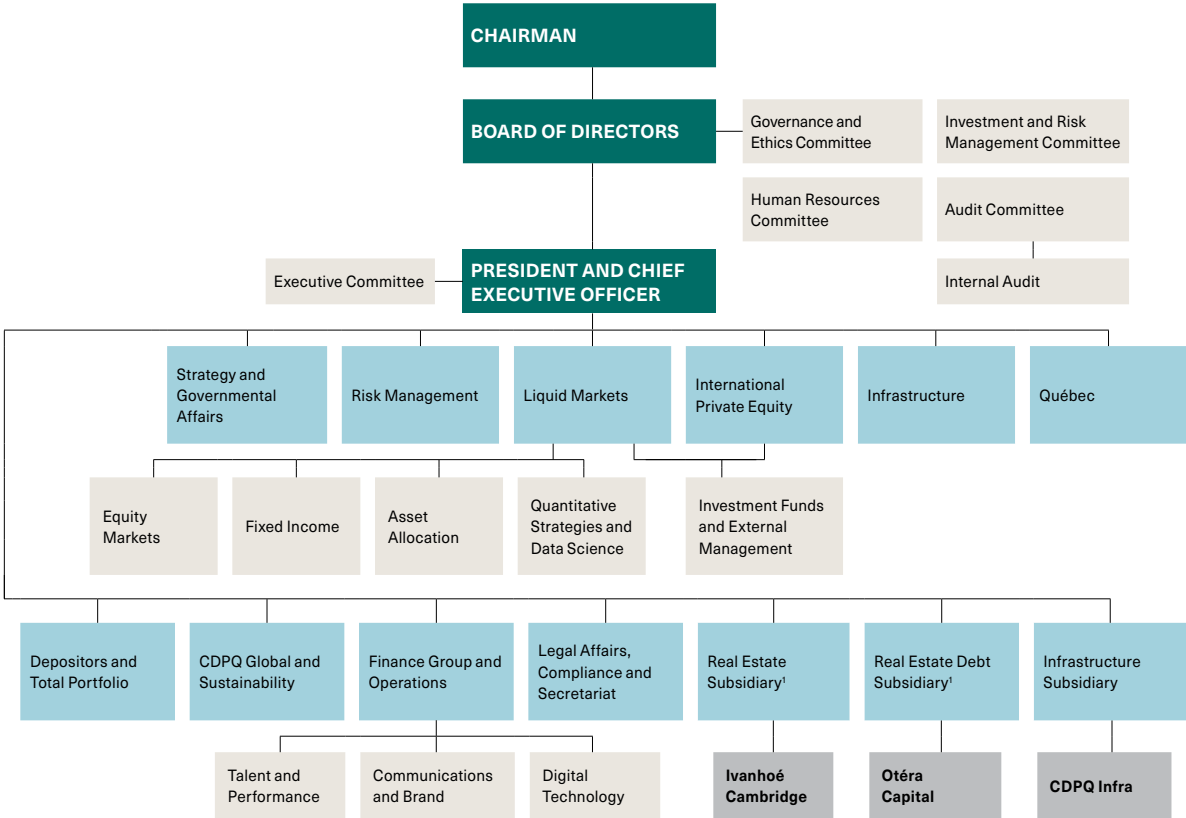 CHAIRMAN
BOARD OF DIRECTORS
Governance and
Ethics Committee
Investment and Risk
Management Committee
Human Resources
Committee
Audit Committee
Internal Audit
Executive Committee
PRESIDENT AND CHIEF
EXECUTIVE OFFICER
Strategy and
Governmental
Affairs
Risk Management
Liquid Markets
International
Private Equity
Infrastructure
Québec
Equity
Markets
Fixed Income
Asset
Allocation
Quantitative
Strategies and
Data Science
Investment Funds
and External
Management
Depositors and
Total Portfolio
CDPQ Global and
Sustainability
Finance Group and
Operations
Legal Affairs,
Compliance and
Secretariat
Real Estate
Subsidiary¹
Real Estate Debt
Subsidiary¹
Infrastructure
Subsidiary
Talent and
Performance
Communications
and Brand
Digital
Technology
Ivanhoé
Cambridge
Otéra
Capital
CDPQ Infra